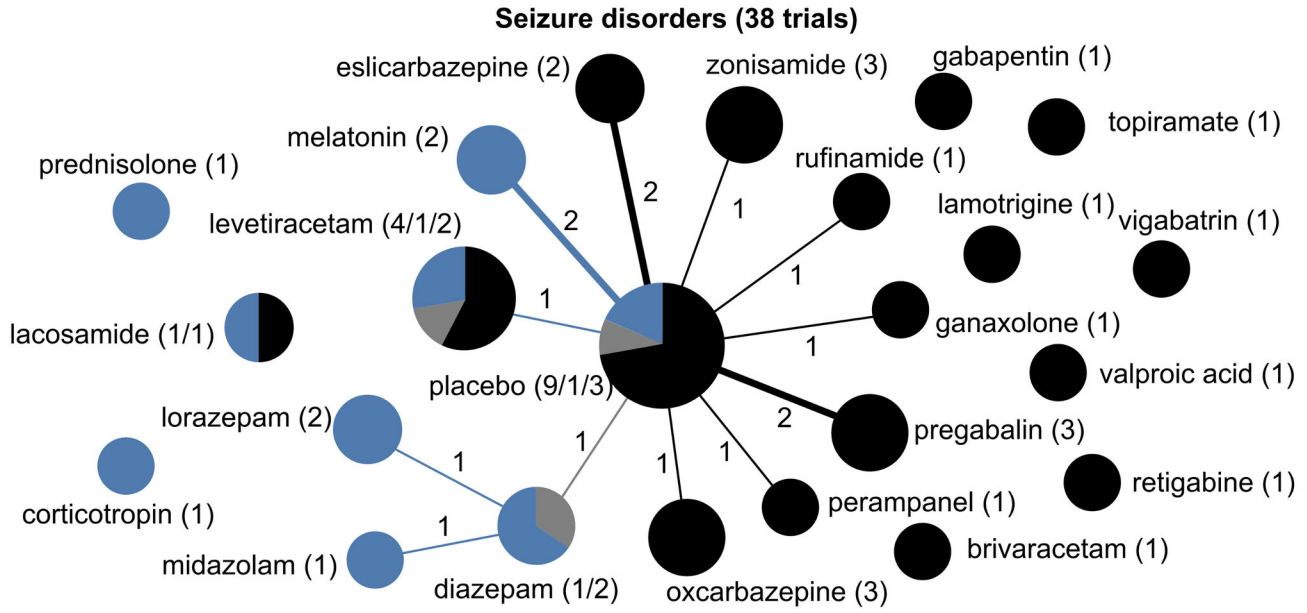 Seizure disorders (38 trials)
eslicarbazepine (2)
zonisamide (3)
gabapentin (1)
topiramate (1)
melatonin (2)
prednisolone (1)
rufinamide (1)
levetiracetam (4/1/2)
lamotrigine (1)
vigabatrin (1)
2
1
2
1
1
lacosamide (1/1)
ganaxolone (1)
1
placebo (9/1/3)
valproic acid (1)
lorazepam (2)
2
pregabalin (3)
1
1
1
1
retigabine (1)
corticotropin (1)
perampanel (1)
1
midazolam (1)
brivaracetam (1)
diazepam (1/2)
oxcarbazepine (3)